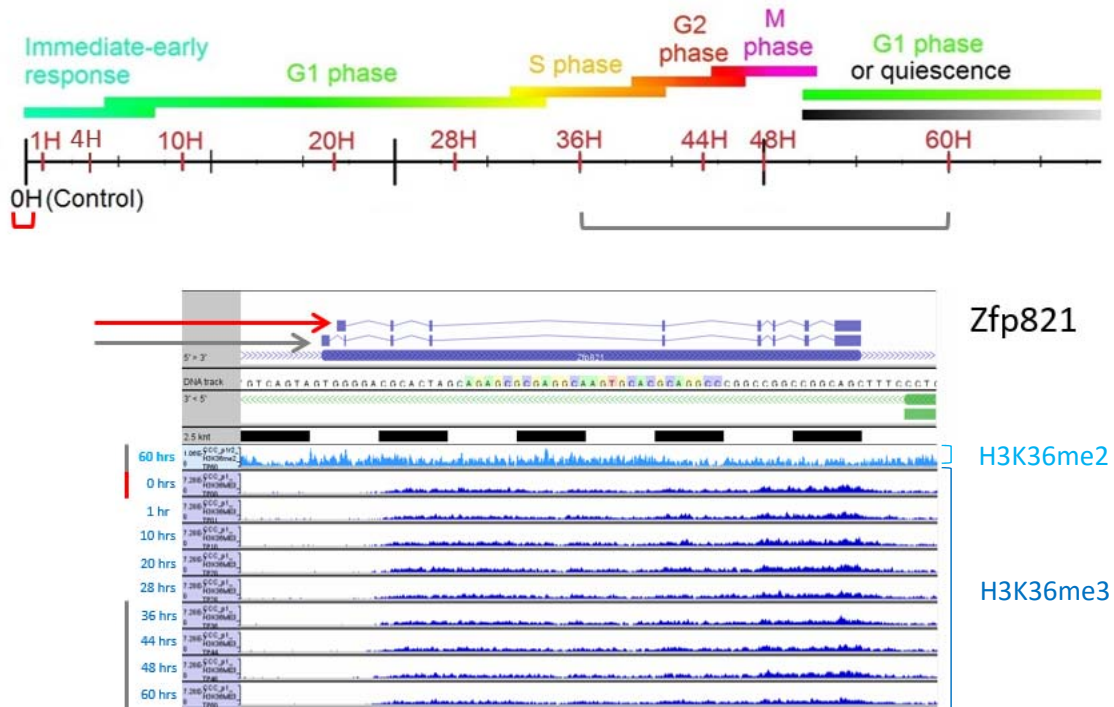 Immediate-early
response
G1 phase
S phase
G2
phase
M
phase
G1 phase
or quiescence
1H 4H 10H 20H 28H 36H 44H 48H 60H
0H (Control)
Zfp821
5' > 3'
Zfp821
DNA track
GTCAGTAGTGGGGACGCACTAGCAGAGCGCGAGGCAAGTGCACGCAGGCCCGGCCGGCCGGCAGCTTTCCCT
3' < 5'
2.5 knt
60 hrs
H3K36me2
0 hrs
1 hr
10 hrs
20 hrs
28 hrs
H3K36me3
36 hrs
44 hrs
48 hrs
60 hrs